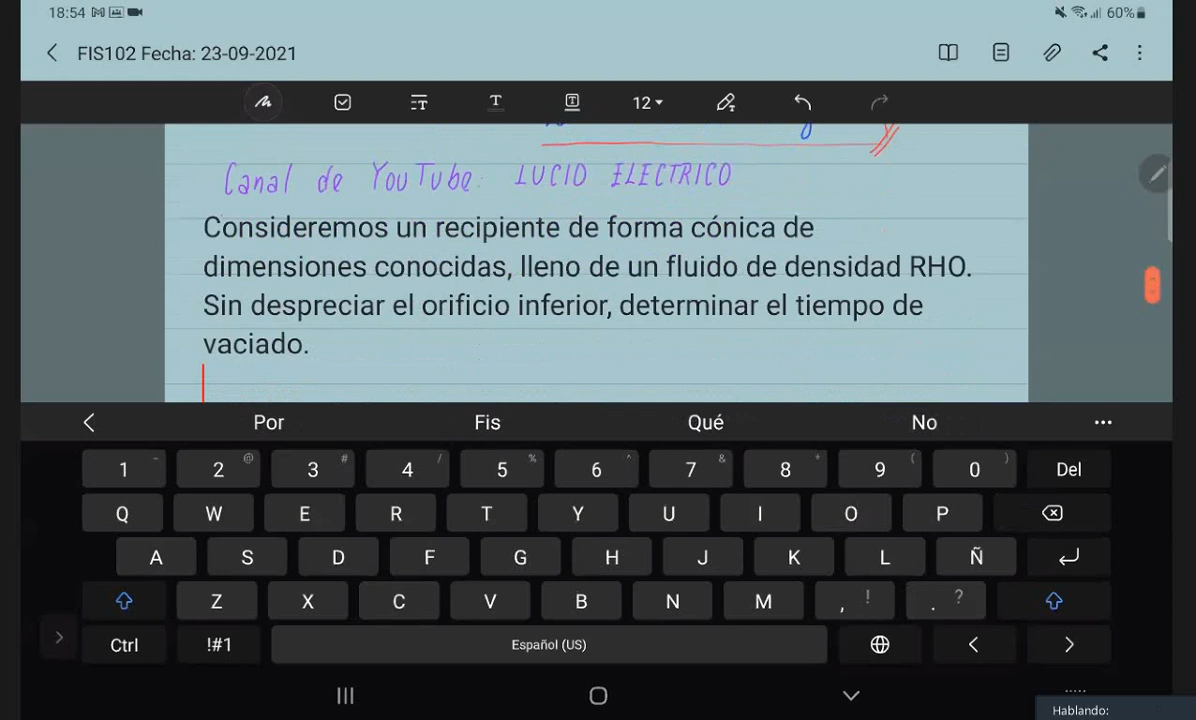 18:54 60%
FIS102 Fecha: 23-09-2021
T T T 12
Canal de YouTube: LUCID ELECTRICO
Consideremos un recipiente de forma cónica de
dimensiones conocidas, lleno de un fluido de densidad RHO.
Sin despreciar el orificio inferior, determinar el tiempo de
vaciado.
Por Fis Qué No
1 - 2 @ 3 # 4 / 5 % 6 ^ 7 & 8 + 9 ( 0 ) Del
Q W E R T Y U I O P
A S D F G H J K L Ñ
Z X C V B N M , ! . ?
Ctrl !#1 Español (US) < >
Hablando: